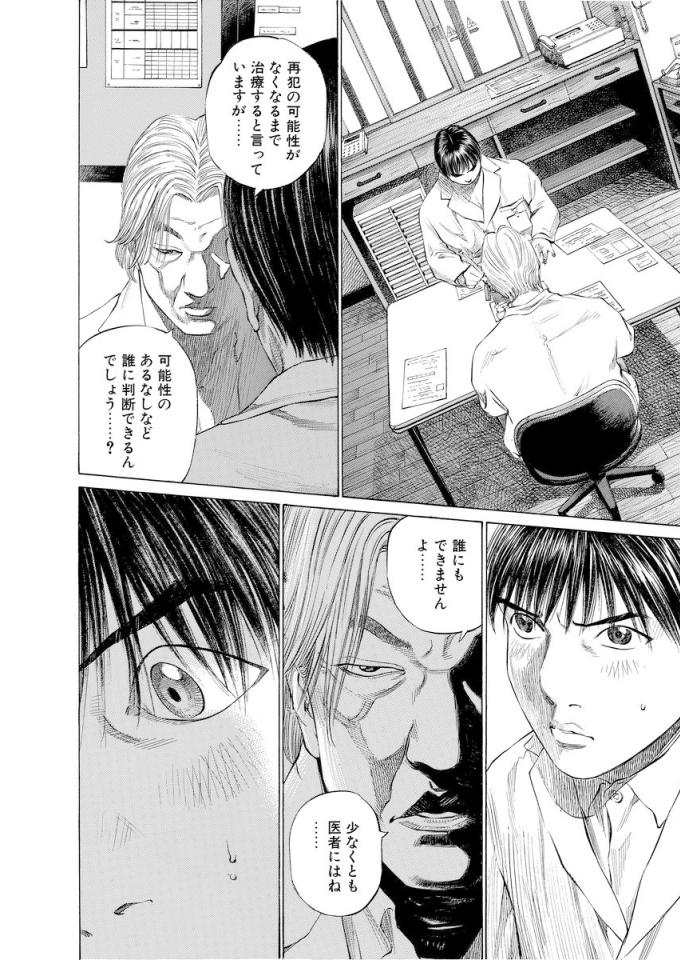 再犯の可能性が
なくなるまで
治療すると言って
いますが……
可能性の
あるなしなど
誰に判断できるん
でしょう……？
誰にも
できません
よ……
少なくとも
医者にはね
……